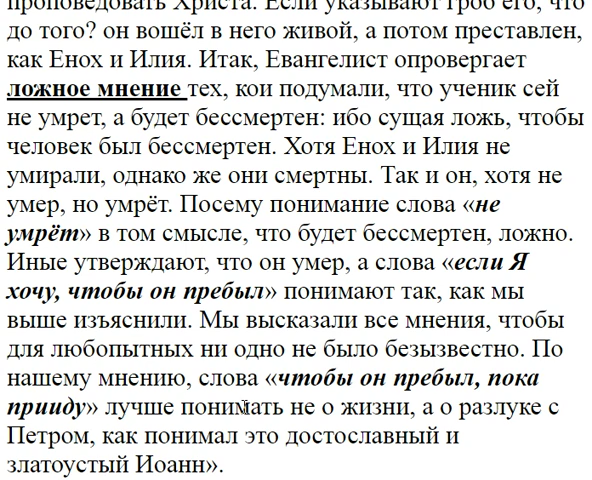 проповедовать Христа. Если указывают гроб его, что
до того? он вошёл в него живой, а потом преставлен,
как Енох и Илия. Итак, Евангелист опровергает
ложное мнение тех, кои подумали, что ученик сей
не умрет, а будет бессмертен: ибо сущая ложь, чтобы
человек был бессмертен. Хотя Енох и Илия не
умирали, однако же они смертны. Так и он, хотя не
умер, но умрёт. Посему понимание слова «не
умрёт» в том смысле, что будет бессмертен, ложно.
Иные утверждают, что он умер, а слова «если Я
хочу, чтобы он пребыл» понимают так, как мы
выше изъяснили. Мы высказали все мнения, чтобы
для любопытных ни одно не было безызвестно. По
нашему мнению, слова «чтобы он пребыл, пока
прииду» лучше понимать не о жизни, а о разлуке с
Петром, как понимал это достославный и
златоустый Иоанн».